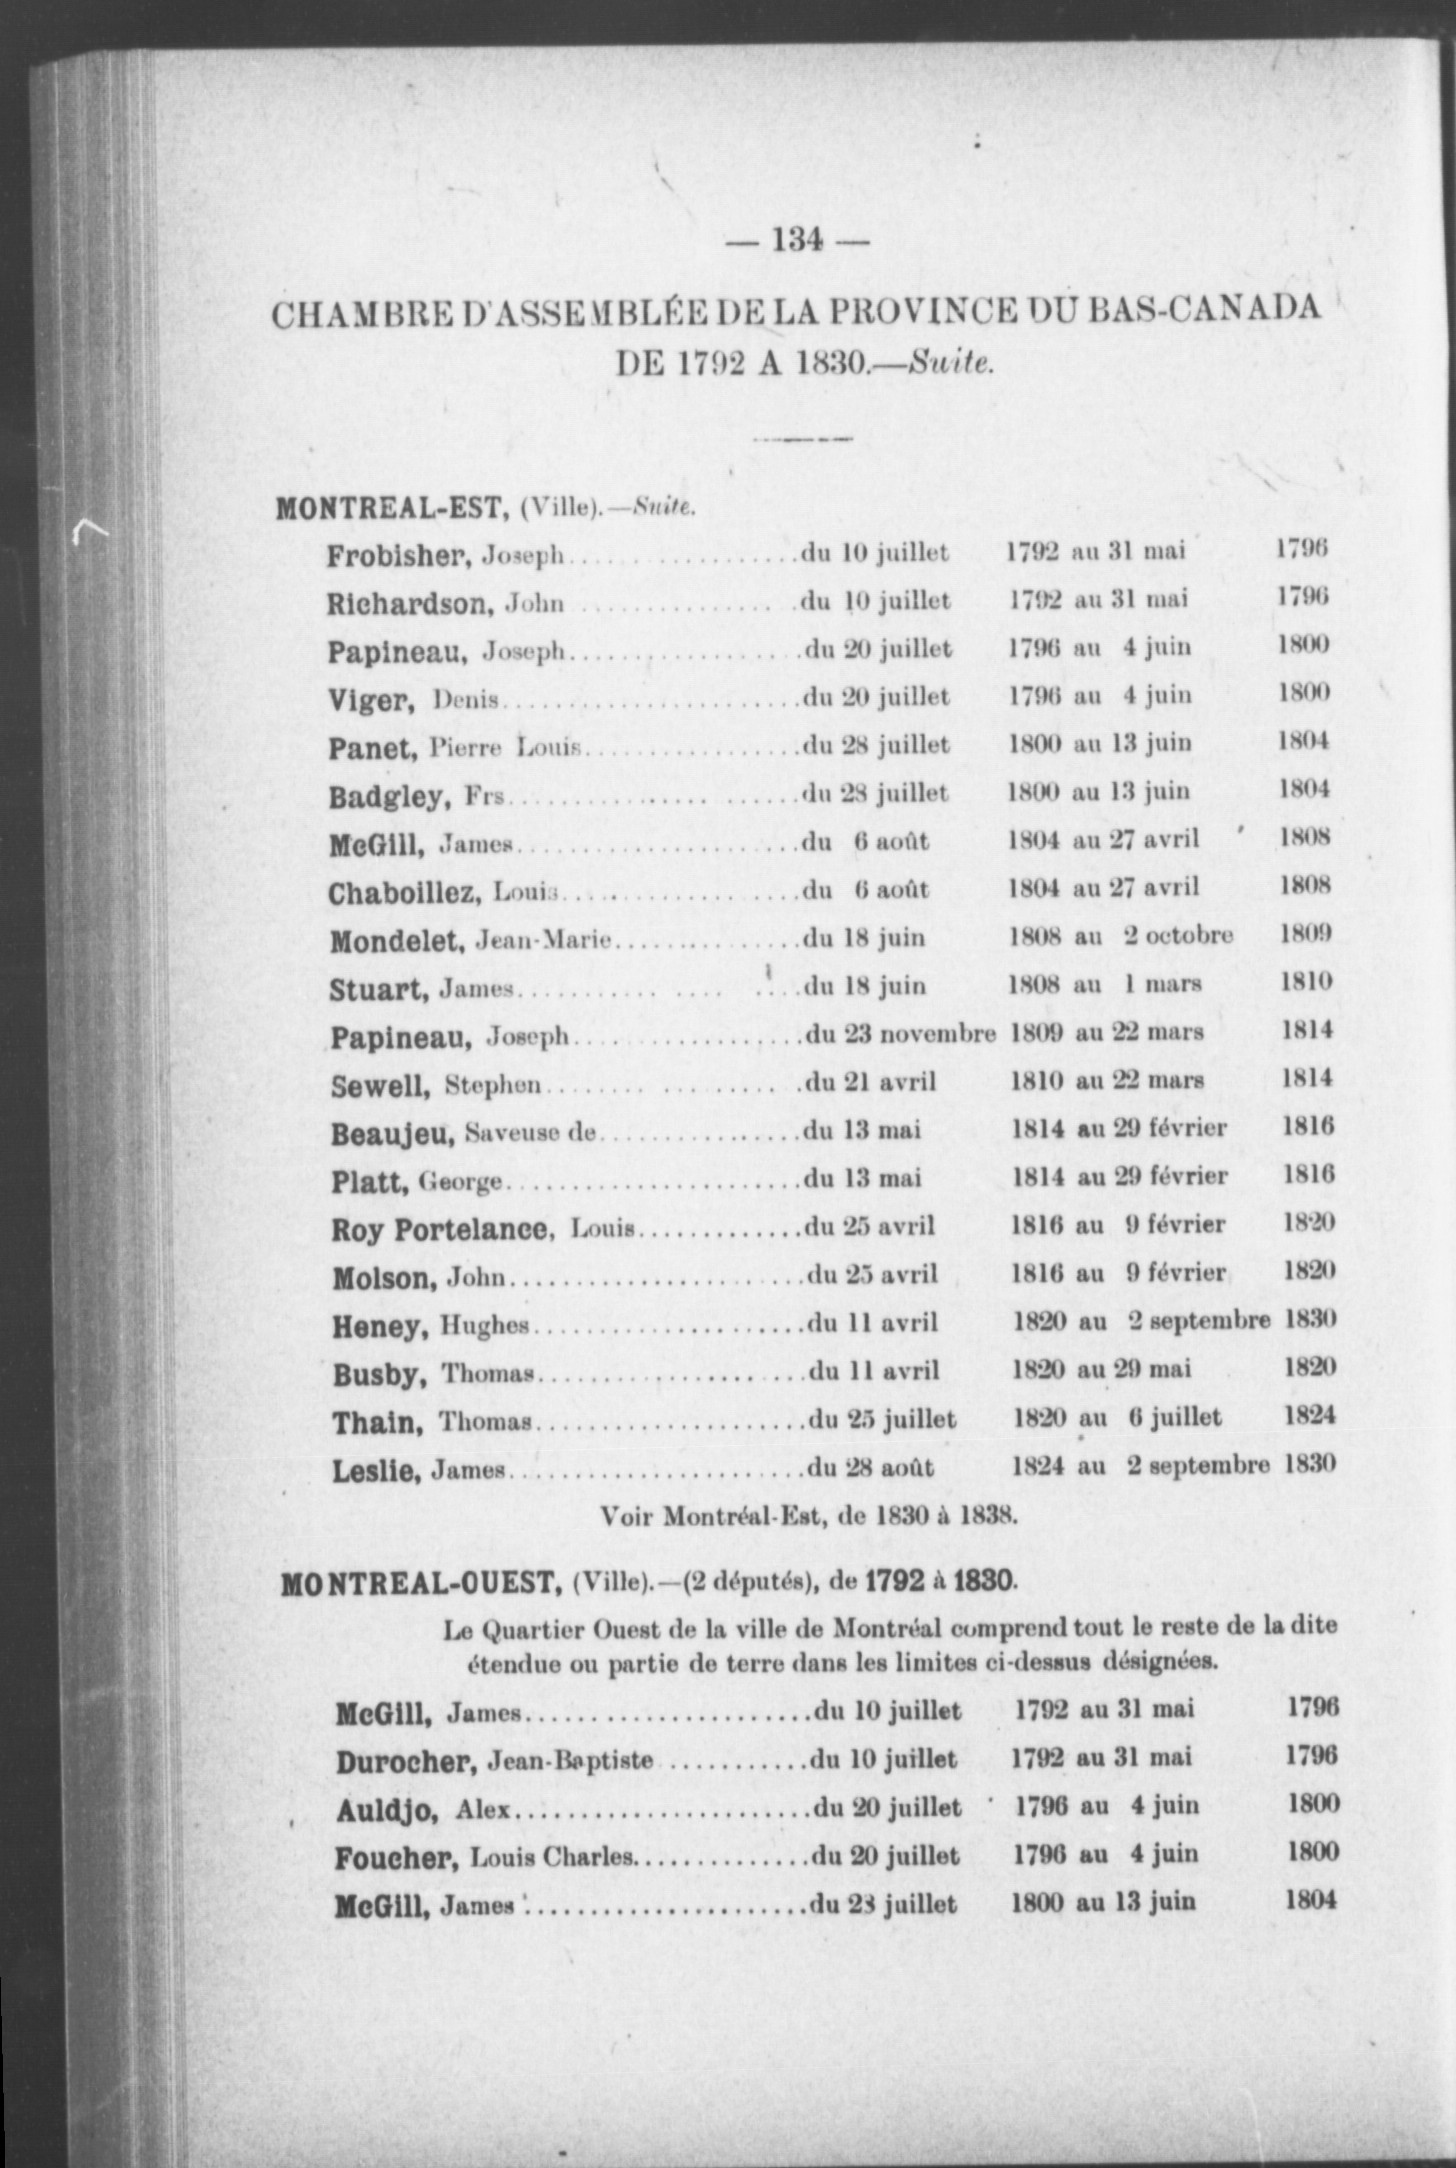 — 134 —
CHAMBRE D'ASSEMBLÉE DE LA PROVINCE DU BAS-CANADA
DE 1792 A 1830.—Suite.
MONTREAL-EST, (Ville).—Suite.
Frobisher, Joseph..................du 10 juillet 1792 au 31 mai 1796
Richardson, John ..................du 10 juillet 1792 au 31 mai 1796
Papineau, Joseph..................du 20 juillet 1796 au 4 juin 1800
Viger, Denis.......................du 20 juillet 1796 au 4 juin 1800
Panet, Pierre Louis.................du 28 juillet 1800 au 13 juin 1804
Badgley, Frs.......................du 28 juillet 1800 au 13 juin 1804
McGill, James......................du 6 août 1804 au 27 avril 1808
Chaboillez, Louis...................du 6 août 1804 au 27 avril 1808
Mondelet, Jean-Marie...............du 18 juin 1808 au 2 octobre 1809
Stuart, James......................du 18 juin 1808 au 1 mars 1810
Papineau, Joseph..................du 23 novembre 1809 au 22 mars 1814
Sewell, Stephen....................du 21 avril 1810 au 22 mars 1814
Beaujeu, Saveuse de................du 13 mai 1814 au 29 février 1816
Platt, George.......................du 13 mai 1814 au 29 février 1816
Roy Portelance, Louis.............du 25 avril 1816 au 9 février 1820
Molson, John.......................du 25 avril 1816 au 9 février 1820
Heney, Hughes.....................du 11 avril 1820 au 2 septembre 1830
Busby, Thomas.....................du 11 avril 1820 au 29 mai 1820
Thain, Thomas.....................du 25 juillet 1820 au 6 juillet 1824
Leslie, James.......................du 28 août 1824 au 2 septembre 1830
Voir Montréal-Est, de 1830 à 1838.
MONTREAL-OUEST, (Ville).—(2 députés), de 1792 à 1830.
Le Quartier Ouest de la ville de Montréal comprend tout le reste de la dite
étendue ou partie de terre dans les limites ci-dessus désignées.
McGill, James......................du 10 juillet 1792 au 31 mai 1796
Durocher, Jean-Baptiste ...........du 10 juillet 1792 au 31 mai 1796
Auldjo, Alex.......................du 20 juillet 1796 au 4 juin 1800
Foucher, Louis Charles..............du 20 juillet 1796 au 4 juin 1800
McGill, James ......................du 28 juillet 1800 au 13 juin 1804